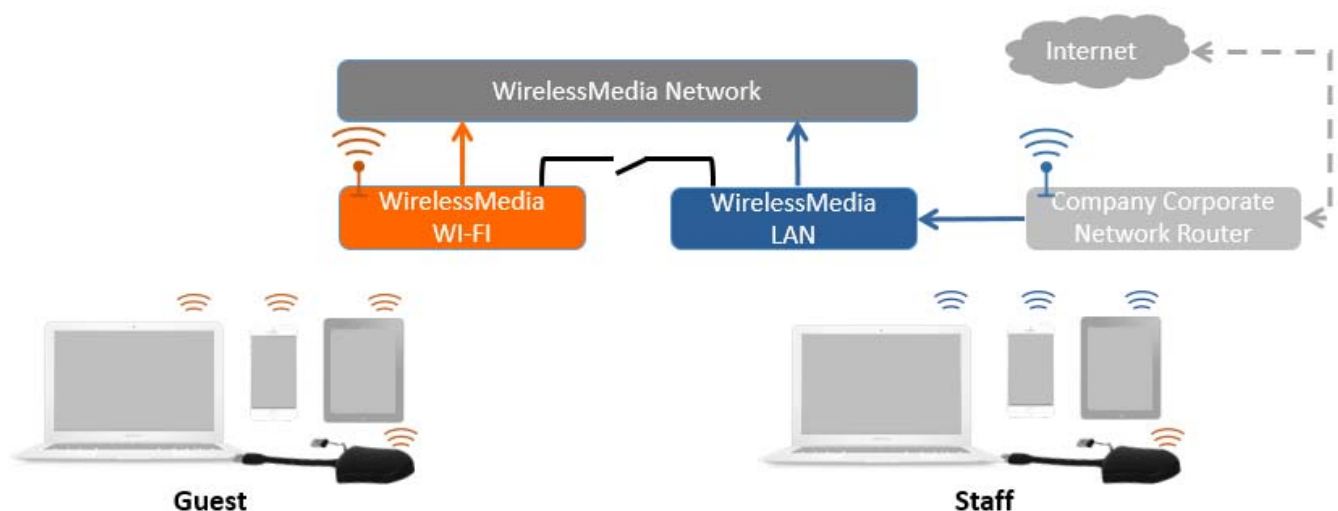 Internet
WirelessMedia Network
WirelessMedia
WI-FI
WirelessMedia
LAN
Company Corporate
Network Router
Guest
Staff